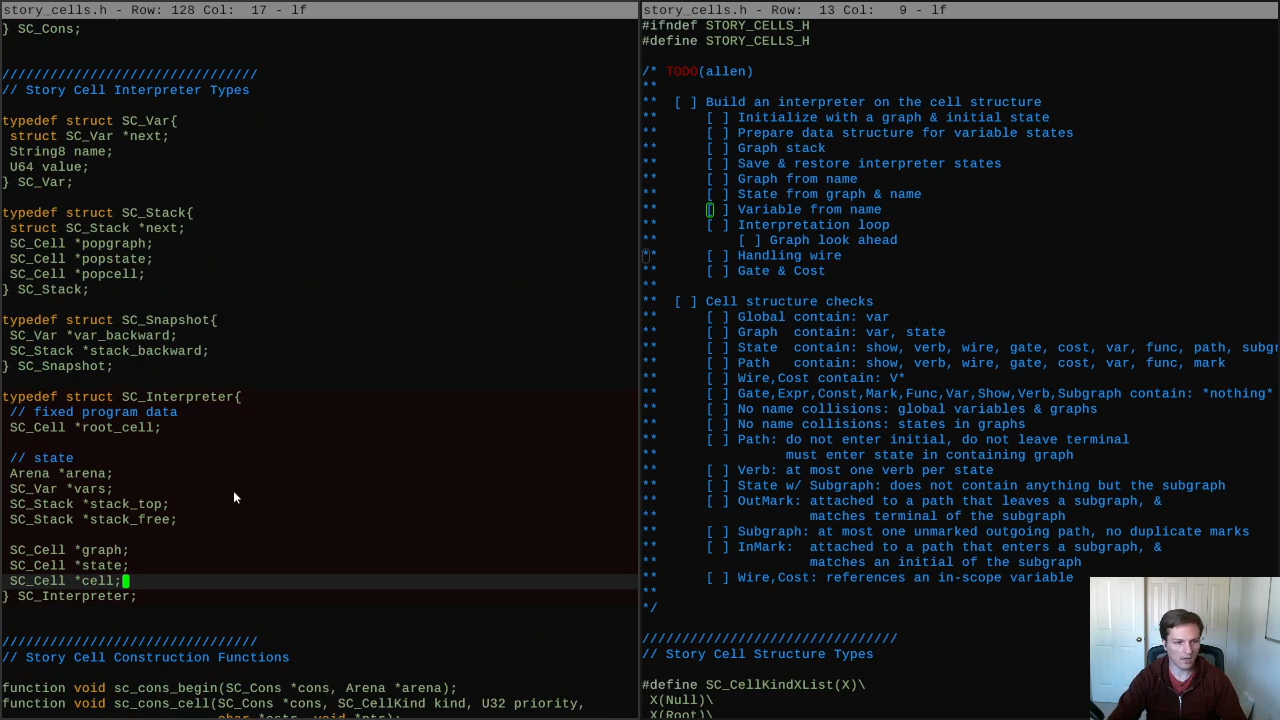 story_cells.h - Row: 128 Col:  17 - lf
} SC_Cons;
////////////////////////////////
// Story Cell Interpreter Types
typedef struct SC_Var{
struct SC_Var *next;
String8 name;
U64 value;
} SC_Var;
typedef struct SC_Stack{
struct SC_Stack *next;
SC_Cell *popgraph;
SC_Cell *popstate;
SC_Cell *popcell;
} SC_Stack;
typedef struct SC_Snapshot{
SC_Var *var_backward;
SC_Stack *stack_backward;
} SC_Snapshot;
typedef struct SC_Interpreter{
// fixed program data
SC_Cell *root_cell;
// state
Arena *arena;
SC_Var *vars;
SC_Stack *stack_top;
SC_Stack *stack_free;
SC_Cell *graph;
SC_Cell *state;
SC_Cell *cell;
} SC_Interpreter;
////////////////////////////////
// Story Cell Construction Functions
function void sc_cons_begin(SC_Cons *cons, Arena *arena);
function void sc_cons_cell(SC_Cons *cons, SC_CellKind kind, U32 priority,
char *cstr, void *ptr);
story_cells.h - Row:  13 Col:   9 - lf
#ifndef STORY_CELLS_H
#define STORY_CELLS_H
/* TODO(allen)
**
**  [ ] Build an interpreter on the cell structure
**      [ ] Initialize with a graph & initial state
**      [ ] Prepare data structure for variable states
**      [ ] Graph stack
**      [ ] Save & restore interpreter states
**      [ ] Graph from name
**      [ ] State from graph & name
**      [ ] Variable from name
**      [ ] Interpretation loop
**          [ ] Graph look ahead
**      [ ] Handling wire
**      [ ] Gate & Cost
**
**  [ ] Cell structure checks
**      [ ] Global contain: var
**      [ ] Graph  contain: var, state
**      [ ] State  contain: show, verb, wire, gate, cost, var, func, path, subgr
**      [ ] Path   contain: show, verb, wire, gate, cost, var, func, mark
**      [ ] Wire,Cost contain: V*
**      [ ] Gate,Expr,Const,Mark,Func,Var,Show,Verb,Subgraph contain: *nothing*
**      [ ] No name collisions: global variables & graphs
**      [ ] No name collisions: states in graphs
**      [ ] Path: do not enter initial, do not leave terminal
**                must enter state in containing graph
**      [ ] Verb: at most one verb per state
**      [ ] State w/ Subgraph: does not contain anything but the subgraph
**      [ ] OutMark: attached to a path that leaves a subgraph, &
**                   matches terminal of the subgraph
**      [ ] Subgraph: at most one unmarked outgoing path, no duplicate marks
**      [ ] InMark:  attached to a path that enters a subgraph, &
**                   matches an initial of the subgraph
**      [ ] Wire,Cost: references an in-scope variable
**
*/
////////////////////////////////
// Story Cell Structure Types
#define SC_CellKindXList(X)\
X(Null)\
X(Root)\